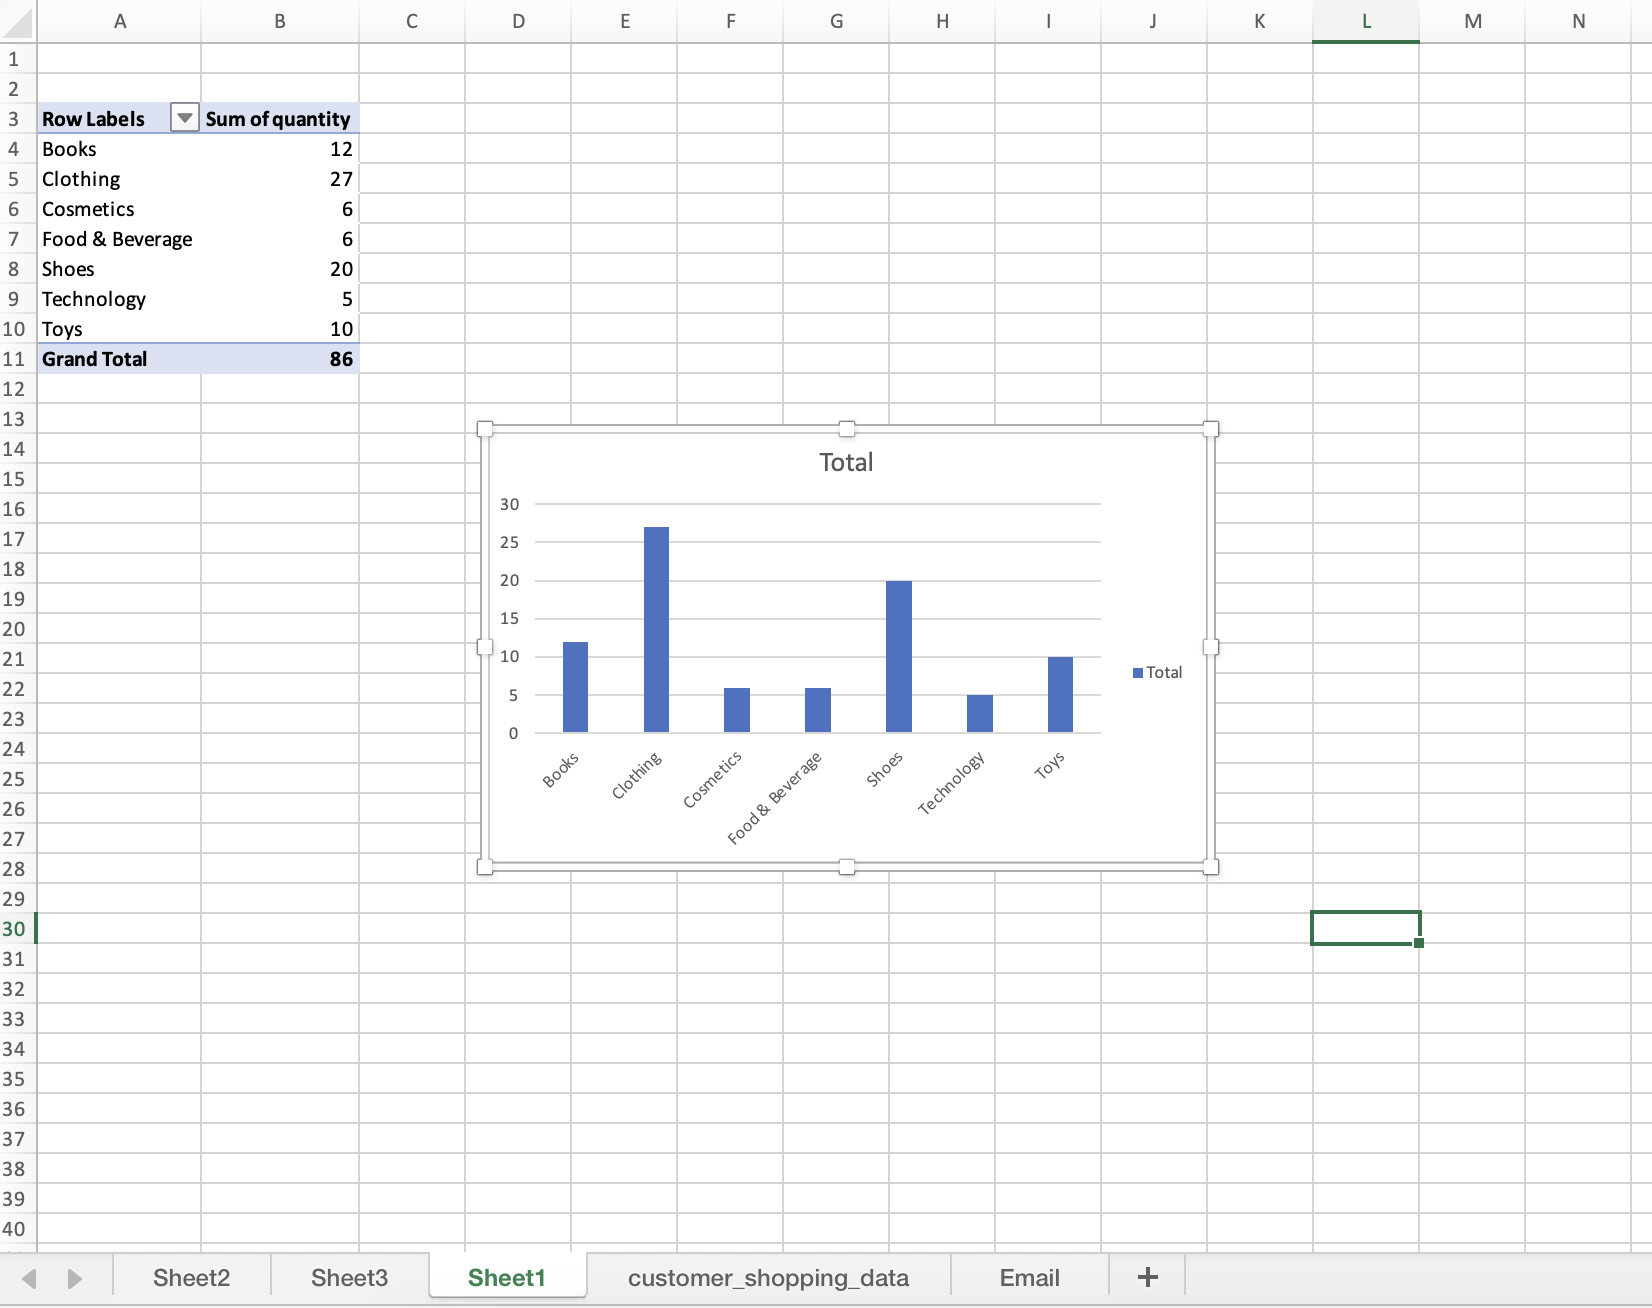 A B C D E F G H I J K L M N
1
2
3 Row Labels Sum of quantity
4 Books 12
5 Clothing 27
6 Cosmetics 6
7 Food & Beverage 6
8 Shoes 20
9 Technology 5
10 Toys 10
11 Grand Total 86
12
13
14
15
16
17
18
19
20
21
22
23
24
25
26
27
28
29
30
31
32
33
34
35
36
37
38
39
40
Total
30
25
20
15
10
5
0
Books Clothing Cosmetics Food & Beverage Shoes Technology Toys
Total
Sheet2 Sheet3 Sheet1 customer_shopping_data Email +